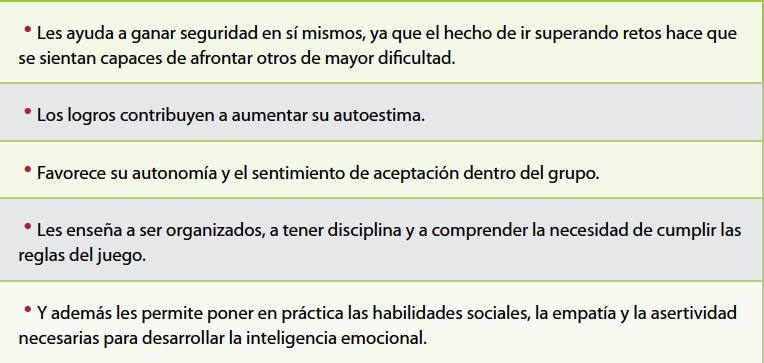 • Les ayuda a ganar seguridad en sí mismos, ya que el hecho de ir superando retos hace que
se sientan capaces de afrontar otros de mayor dificultad.
• Los logros contribuyen a aumentar su autoestima.
• Favorece su autonomía y el sentimiento de aceptación dentro del grupo.
• Les enseña a ser organizados, a tener disciplina y a comprender la necesidad de cumplir las
reglas del juego.
• Y además les permite poner en práctica las habilidades sociales, la empatía y la asertividad
necesarias para desarrollar la inteligencia emocional.